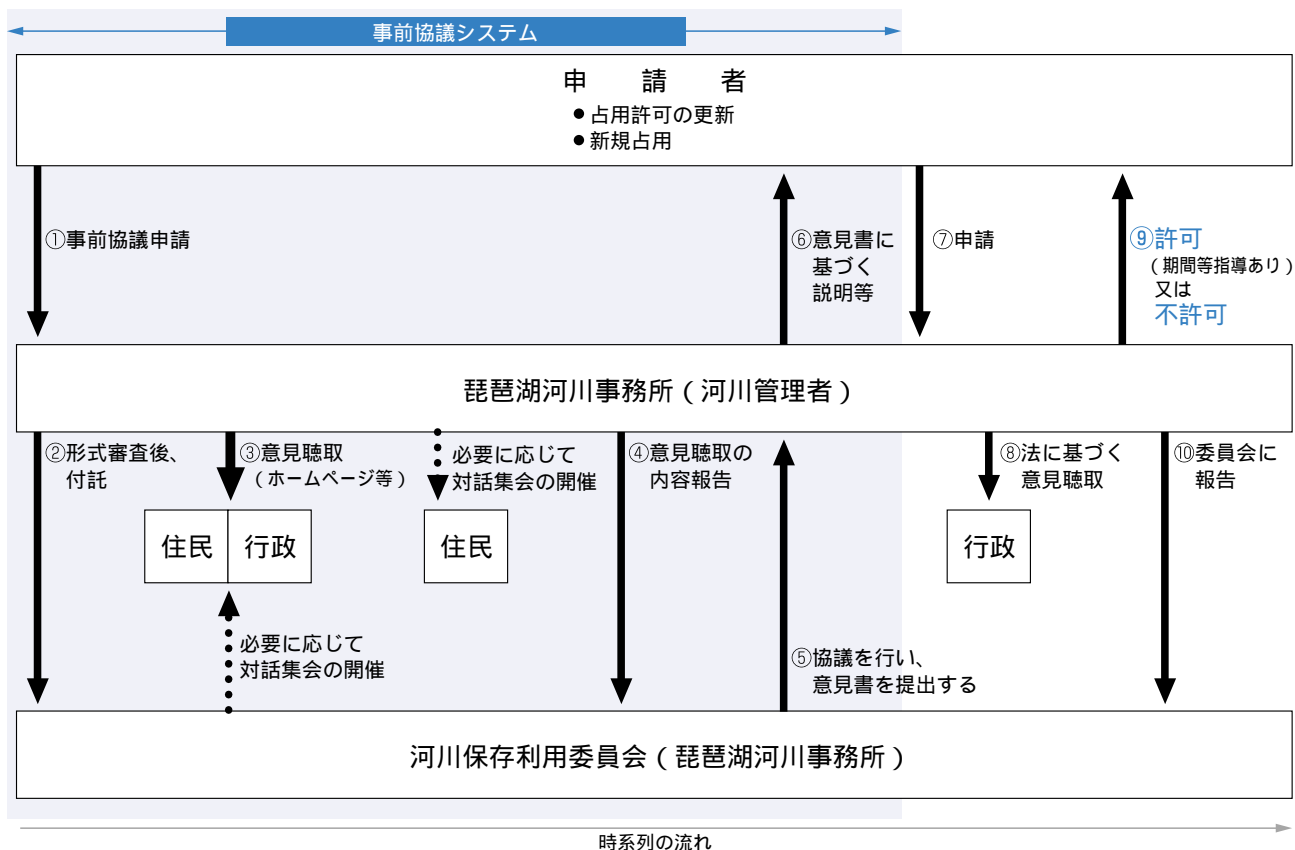 事前協議システム
申請者
●占用許可の更新
●新規占用
①事前協議申請
⑥意見書に
基づく
説明等
⑦申請
⑨許可
(期間等指導あり)
又は
不許可
琵琶湖河川事務所(河川管理者)
②形式審査後、
付託
③意見聴取
(ホームページ等)
必要に応じて
対話集会の開催
④意見聴取の
内容報告
⑧法に基づく
意見聴取
⑩委員会に
報告
住民
行政
住民
行政
必要に応じて
対話集会の開催
⑤協議を行い、
意見書を提出する
河川保存利用委員会(琵琶湖河川事務所)
時系列の流れ